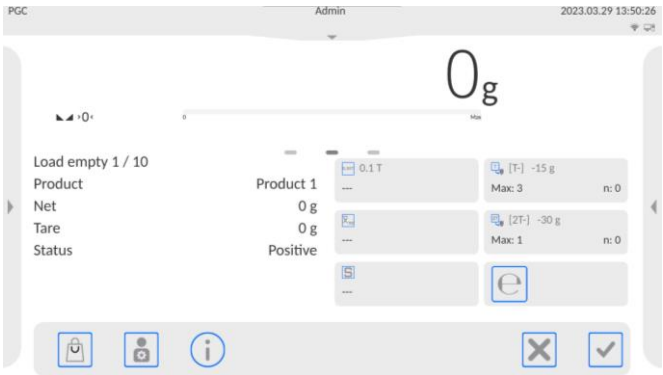 PGC Admin 2023.03.29 13:50:26
0g
>0<
0 Max
Load empty 1 / 10
Product Product 1
Net 0 g
Tare 0 g
Status Positive
0.1 T
---
[T-] -15 g
Max: 3 n: 0
---
[2T-] -30 g
Max: 1 n: 0
S
---
e